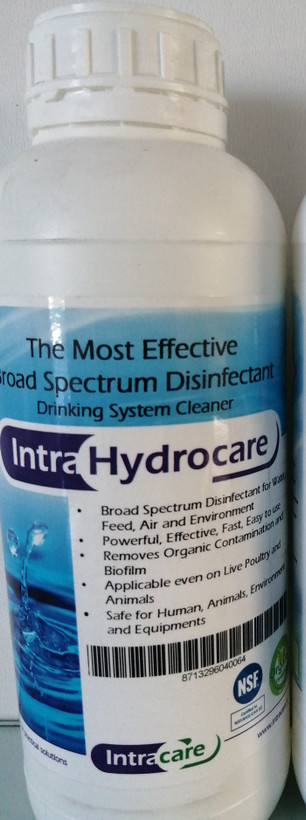 The Most Effective
Broad Spectrum Disinfectant
Drinking System Cleaner
Intra Hydrocare
• Broad Spectrum Disinfectant for Water,
Feed, Air and Environment
• Powerful, Effective, Fast, Easy to use
• Removes Organic Contamination and
Biofilm
• Applicable even on Live Poultry and
Animals
• Safe for Human, Animals, Environment
and Equipments
8713296040064
NSF
Intracare
solutions
www.